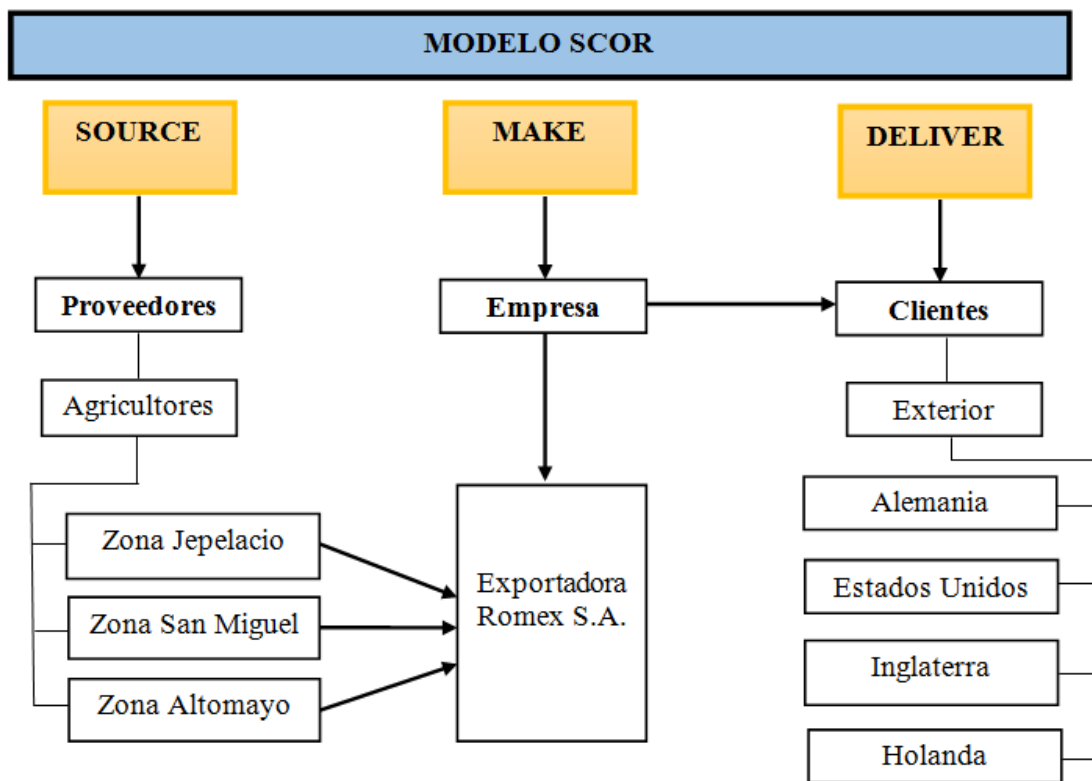 MODELO SCOR
SOURCE
MAKE
DELIVER
Proveedores
Empresa
Clientes
Agricultores
Exterior
Zona Jepelacio
Zona San Miguel
Zona Altomayo
Exportadora
Romex S.A.
Alemania
Estados Unidos
Inglaterra
Holanda